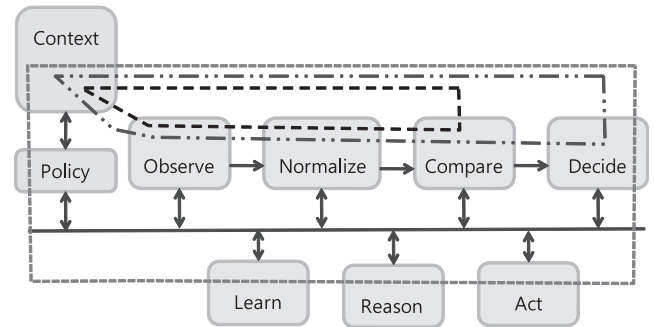 Context
Policy
Observe
Normalize
Compare
Decide
Learn
Reason
Act